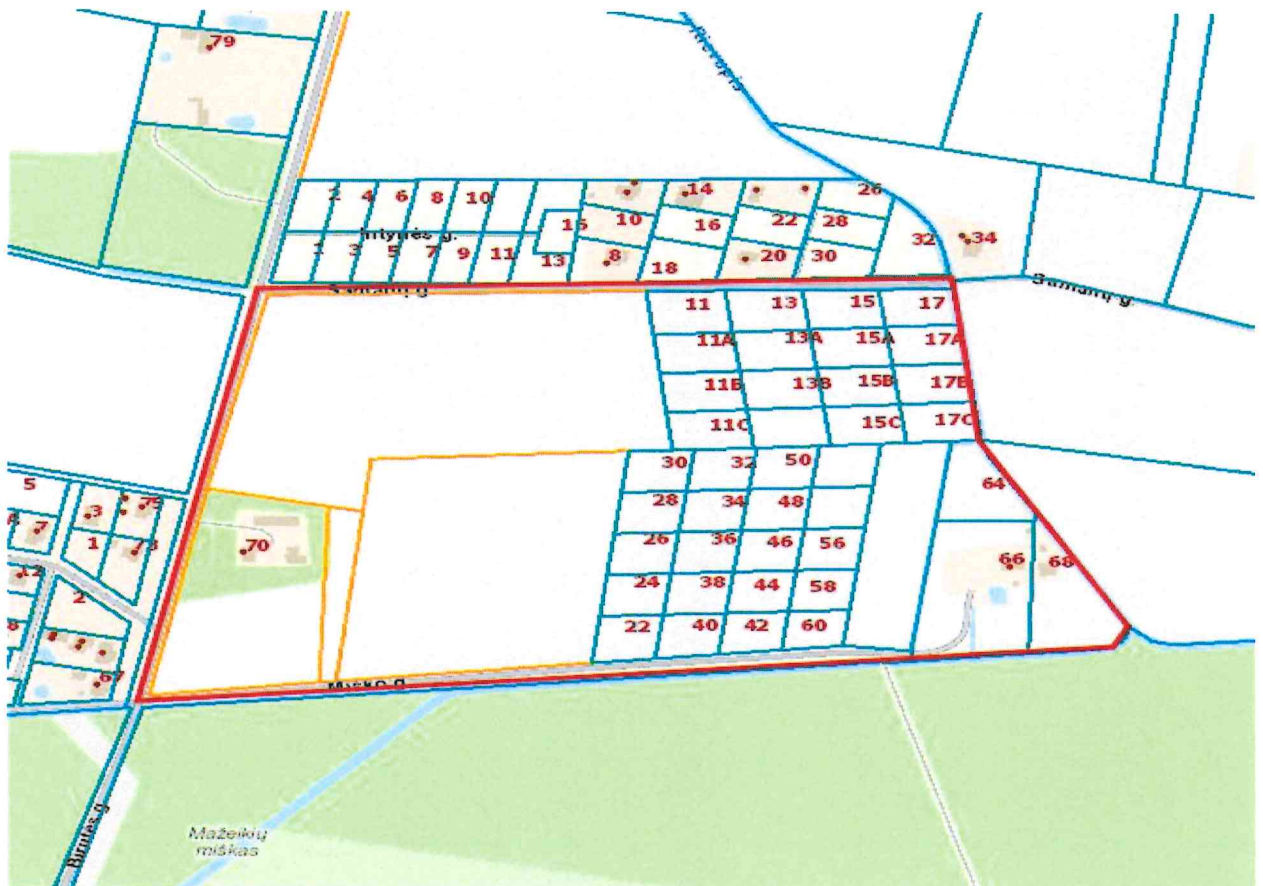 79
2 4 6 8 10
10 14 26
15 16 22 28
1 3 5 7 9 11 13 8 18 20 30 32 34
11 13 15 17
11A 13A 15A 17A
11B 13B 15B 17B
11C 15C 17C
30 32 50
28 34 48 64
5 3 75
7 1 73 70 26 36 46 56 66 68
12 2 24 38 44 58
22 40 42 60
67
Miško g.
Birutės g.
Mažeikių
miškas